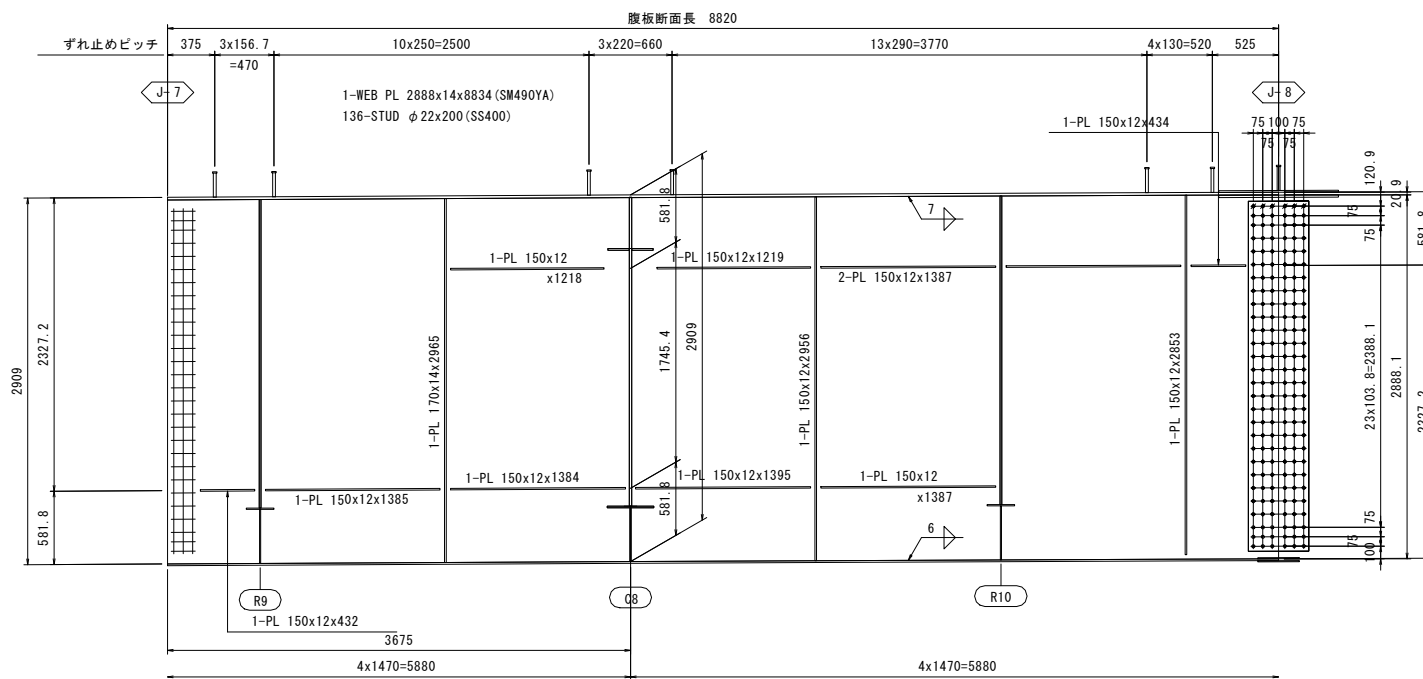 腹板断面長 8820
ずれ止めピッチ
375
3x156.7
=470
10x250=2500
3x220=660
13x290=3770
4x130=520
525
J-7
J-8
1-WEB PL 2888x14x8834(SM490YA)
136-STUD φ22x200(SS400)
1-PL 150x12x434
75
100
75
75
75
120.9
20.9
581.8
75
75
7
581.8
1-PL 150x12
x1218
1-PL 150x12x1219
2-PL 150x12x1387
2909
2327.2
1745.4
2909
1-PL 170x14x2965
1-PL 150x12x2956
1-PL 150x12x2853
23x103.8=2388.1
2888.1
2327.2
1-PL 150x12x1385
1-PL 150x12x1384
1-PL 150x12x1395
1-PL 150x12
x1387
581.8
581.8
6
75
75
100
R9
C8
R10
1-PL 150x12x432
3675
4x1470=5880
4x1470=5880